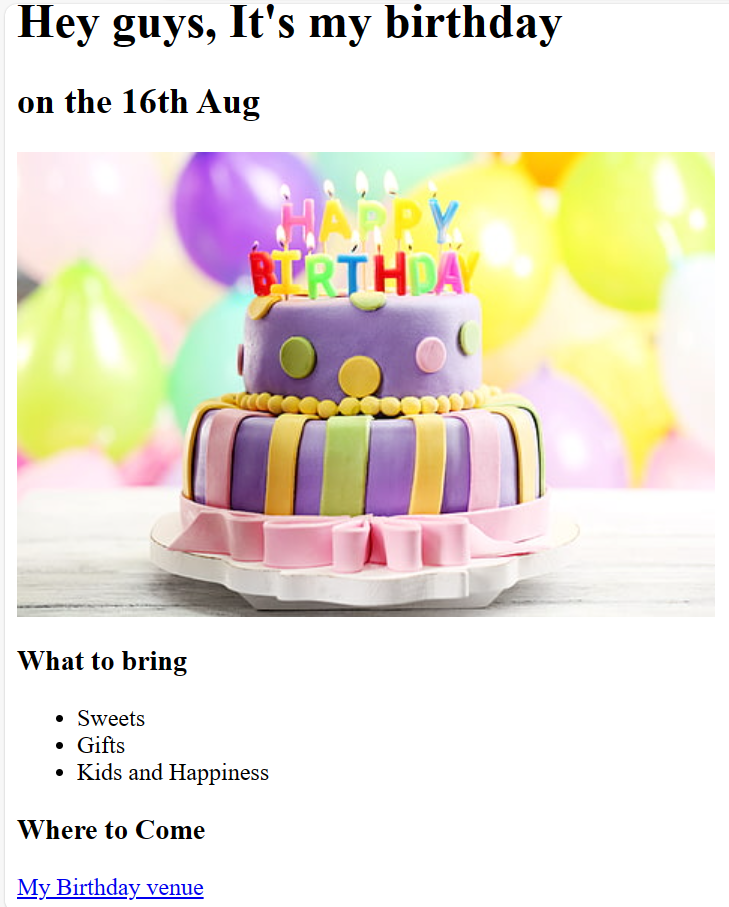 Hey guys, It's my birthday
on the 16th Aug
HAPPY
BIRTHDAY
What to bring
Sweets
Gifts
Kids and Happiness
Where to Come
My Birthday venue